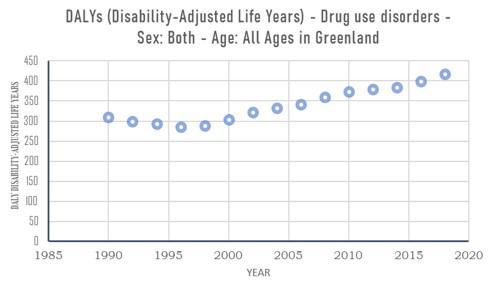 DALYs (Disability-Adjusted Life Years) - Drug use disorders -
Sex: Both - Age: All Ages in Greenland
DALY DISABILITY-ADJUSTED LIFE YEARS
450
400
350
300
250
200
150
100
50
0
1985 1990 1995 2000 2005 2010 2015 2020
YEAR